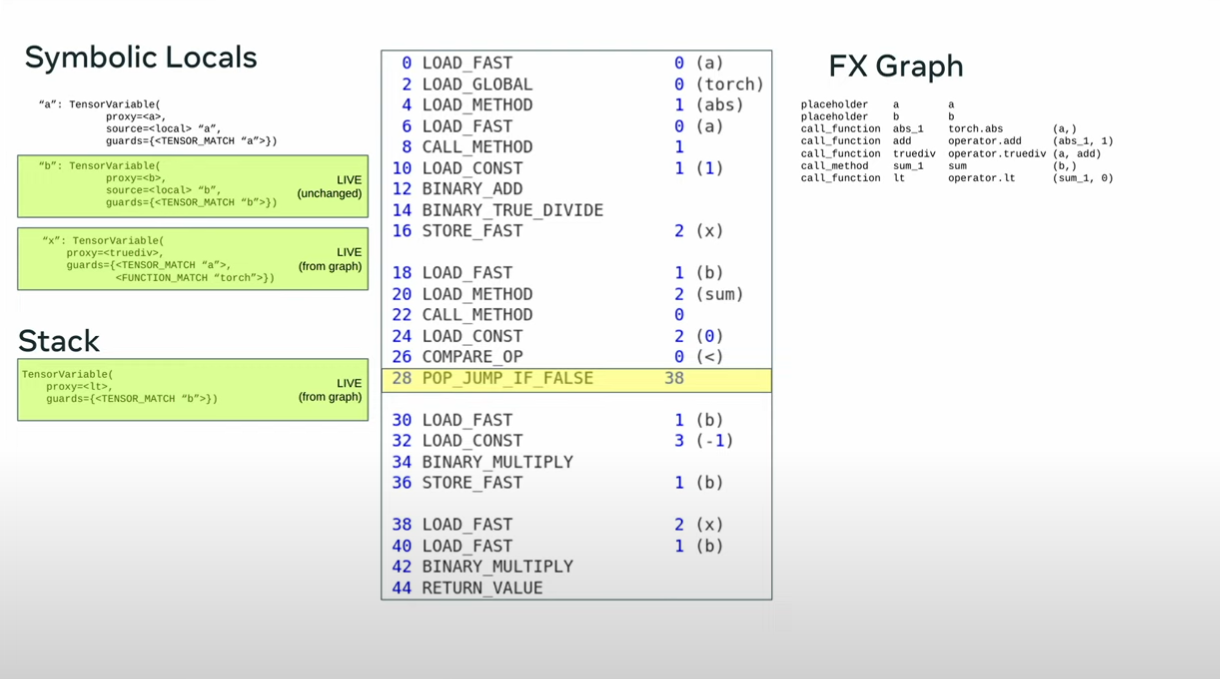 Symbolic Locals
“a”: TensorVariable(
proxy=<a>,
source=<local> “a”,
guards={<TENSOR_MATCH “a”>})
“b”: TensorVariable(
proxy=<b>,
source=<local> “b”,
guards={<TENSOR_MATCH “b”>})
LIVE
(unchanged)
“x”: TensorVariable(
proxy=<truediv>,
guards={<TENSOR_MATCH “a”>,
<FUNCTION_MATCH “torch”>})
LIVE
(from graph)
Stack
TensorVariable(
proxy=<lt>,
guards={<TENSOR_MATCH “b”>})
LIVE
(from graph)
0 LOAD_FAST 0 (a)
2 LOAD_GLOBAL 0 (torch)
4 LOAD_METHOD 1 (abs)
6 LOAD_FAST 0 (a)
8 CALL_METHOD 1
10 LOAD_CONST 1 (1)
12 BINARY_ADD
14 BINARY_TRUE_DIVIDE
16 STORE_FAST 2 (x)
18 LOAD_FAST 1 (b)
20 LOAD_METHOD 2 (sum)
22 CALL_METHOD 0
24 LOAD_CONST 2 (0)
26 COMPARE_OP 0 (<)
28 POP_JUMP_IF_FALSE 38
30 LOAD_FAST 1 (b)
32 LOAD_CONST 3 (-1)
34 BINARY_MULTIPLY
36 STORE_FAST 1 (b)
38 LOAD_FAST 2 (x)
40 LOAD_FAST 1 (b)
42 BINARY_MULTIPLY
44 RETURN_VALUE
FX Graph
placeholder a a
placeholder b b
call_function abs_1 torch.abs (a,)
call_function add operator.add (abs_1, 1)
call_function truediv operator.truediv (a, add)
call_method sum_1 sum (b,)
call_function lt operator.lt (sum_1, 0)